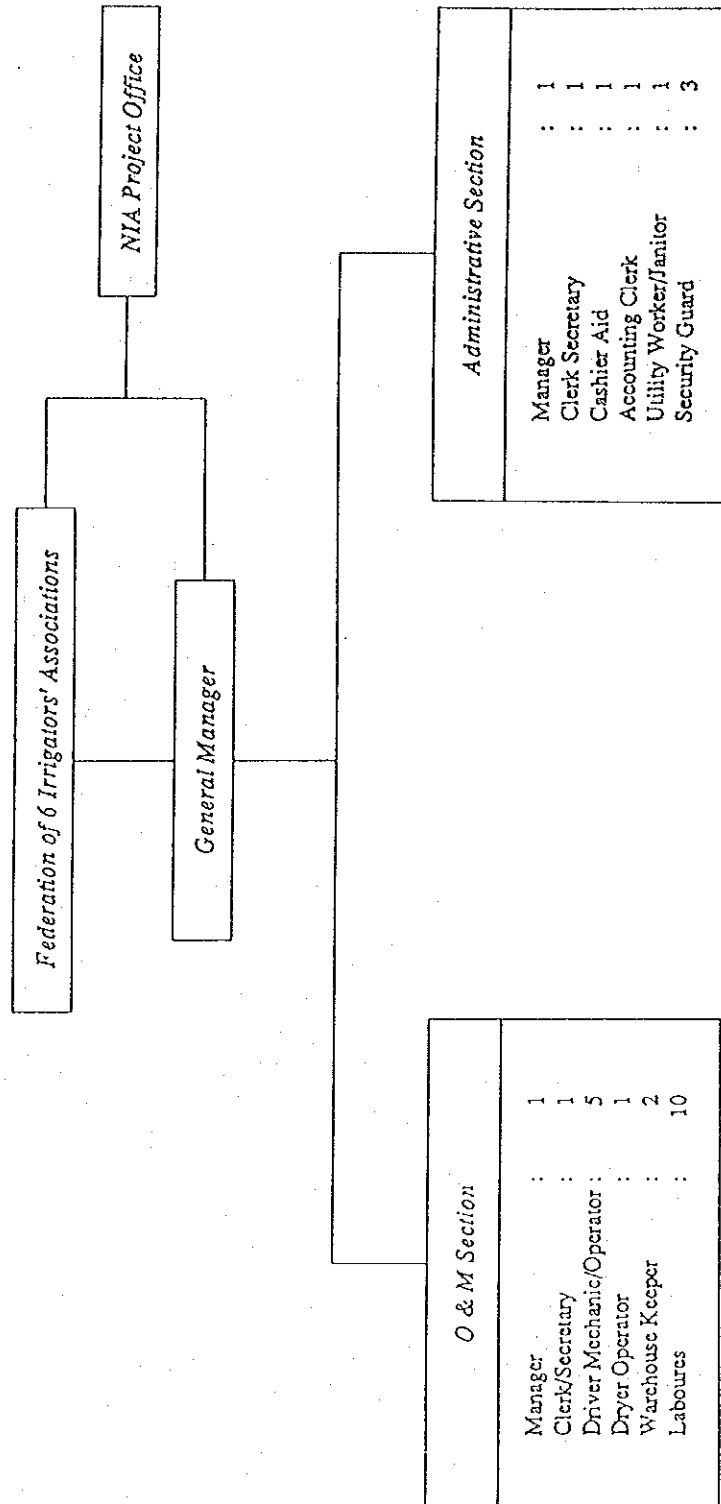 Federation of 6 Irrigators' Associations
NIA Project Office
General Manager
O & M Section
Manager : 1
Clerk/Secretary : 1
Driver Mechanic/Operator : 5
Dryer Operator : 1
Warehouse Keeper : 2
Laboures : 10
Administrative Section
Manager : 1
Clerk Secretary : 1
Cashier Aid : 1
Accounting Clerk : 1
Utility Worker/Janitor : 1
Security Guard : 3